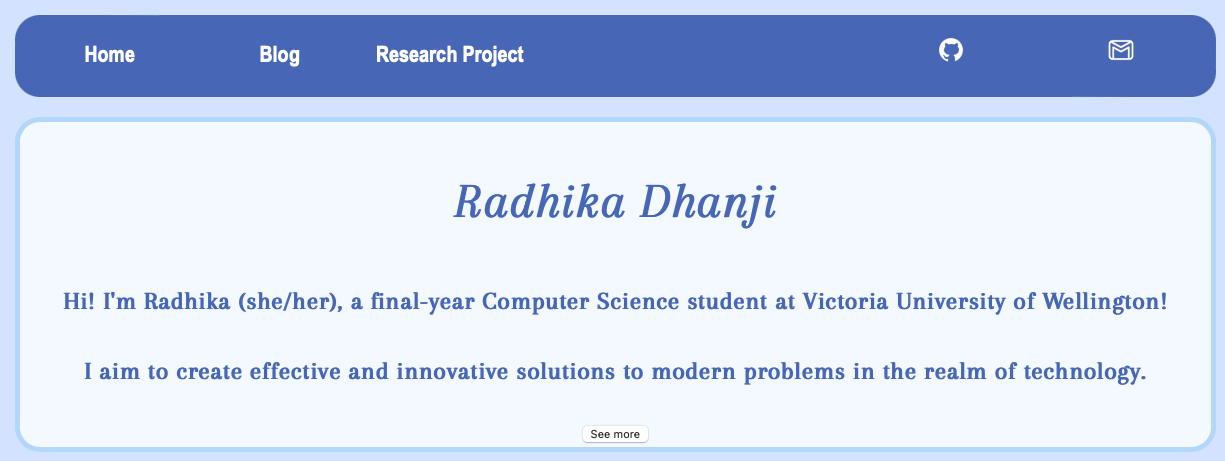 Home Blog Research Project
Radhika Dhanji
Hi! I'm Radhika (she/her), a final-year Computer Science student at Victoria University of Wellington!
I aim to create effective and innovative solutions to modern problems in the realm of technology.
See more